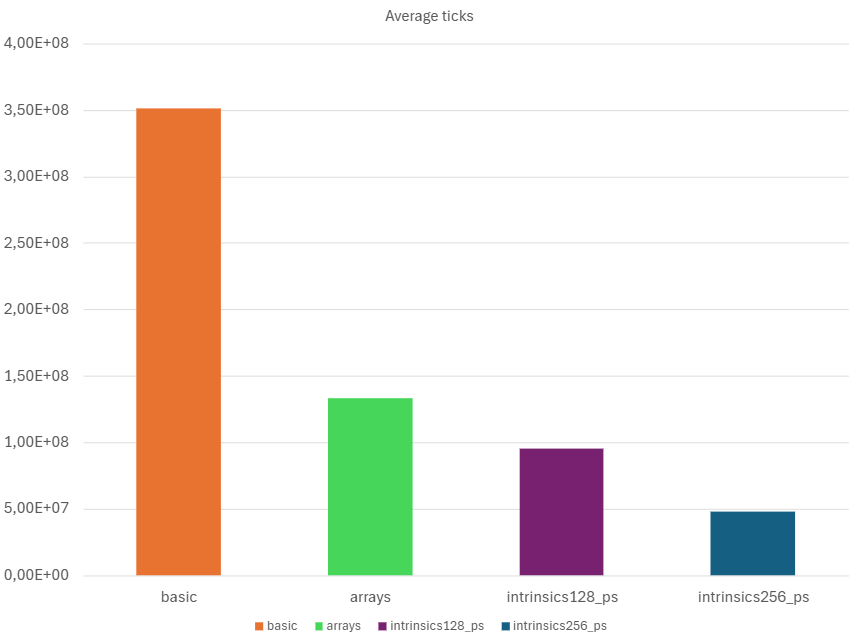 Average ticks
4,00E+08
3,50E+08
3,00E+08
2,50E+08
2,00E+08
1,50E+08
1,00E+08
5,00E+07
0,00E+00
basic arrays intrinsics128_ps intrinsics256_ps
basic arrays intrinsics128_ps intrinsics256_ps